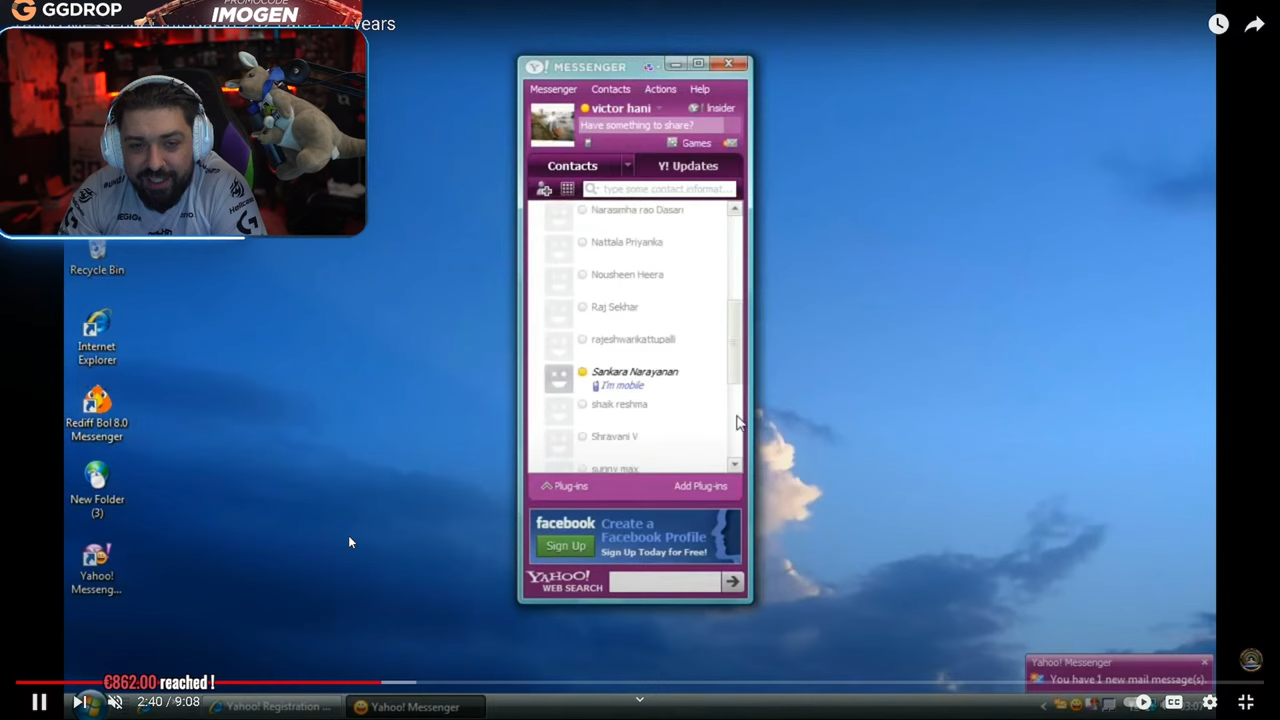 GGDROP
PROMOCODE
IMOGEN
years
Recycle Bin
Internet
Explorer
Rediff Bol 8.0
Messenger
New Folder
(3)
Yahoo!
Messeng...
Y! MESSENGER
Messenger Contacts Actions Help
victor hani
Y! Insider
Have something to share?
Games
Contacts
Y! Updates
type some contact informat...
Narasimha rao Dasari
Nattala Priyanka
Nousheen Heera
Raj Sekhar
rajeshwarikattupalli
Sankara Narayanan
I'm mobile
shaik reshma
Shravani V
sunny max
Plug-ins
Add Plug-ins
facebook
Create a
Facebook Profile
Sign Up
Sign Up Today for Free!
YAHOO!
WEB SEARCH
Yahoo! Messenger
You have 1 new mail message(s).
€862.00 reached !
2:40 / 9:08
Yahoo! Registration ...
Yahoo! Messenger
CC